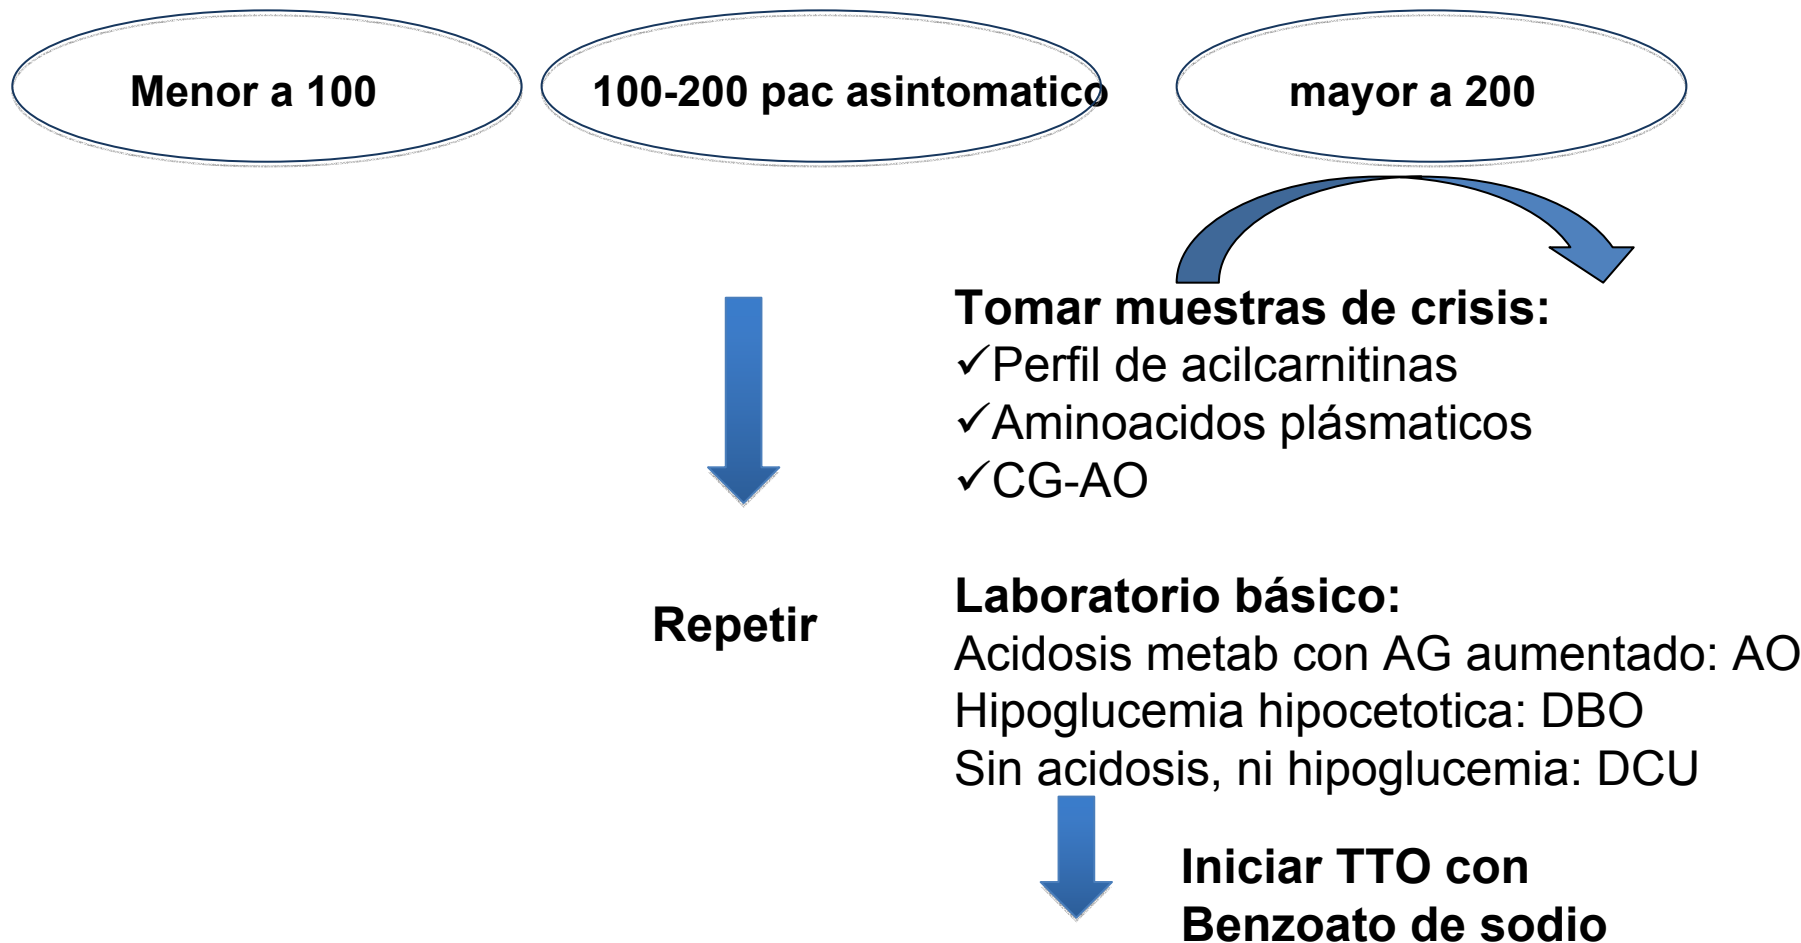 Menor a 100
100-200 pac asintomatico
mayor a 200
Tomar muestras de crisis:
✓Perfil de acilcarnitinas
✓Aminoacidos plásmaticos
✓CG-AO
Repetir
Laboratorio básico:
Acidosis metab con AG aumentado: AO
Hipoglucemia hipocetotica: DBO
Sin acidosis, ni hipoglucemia: DCU
Iniciar TTO con
Benzoato de sodio